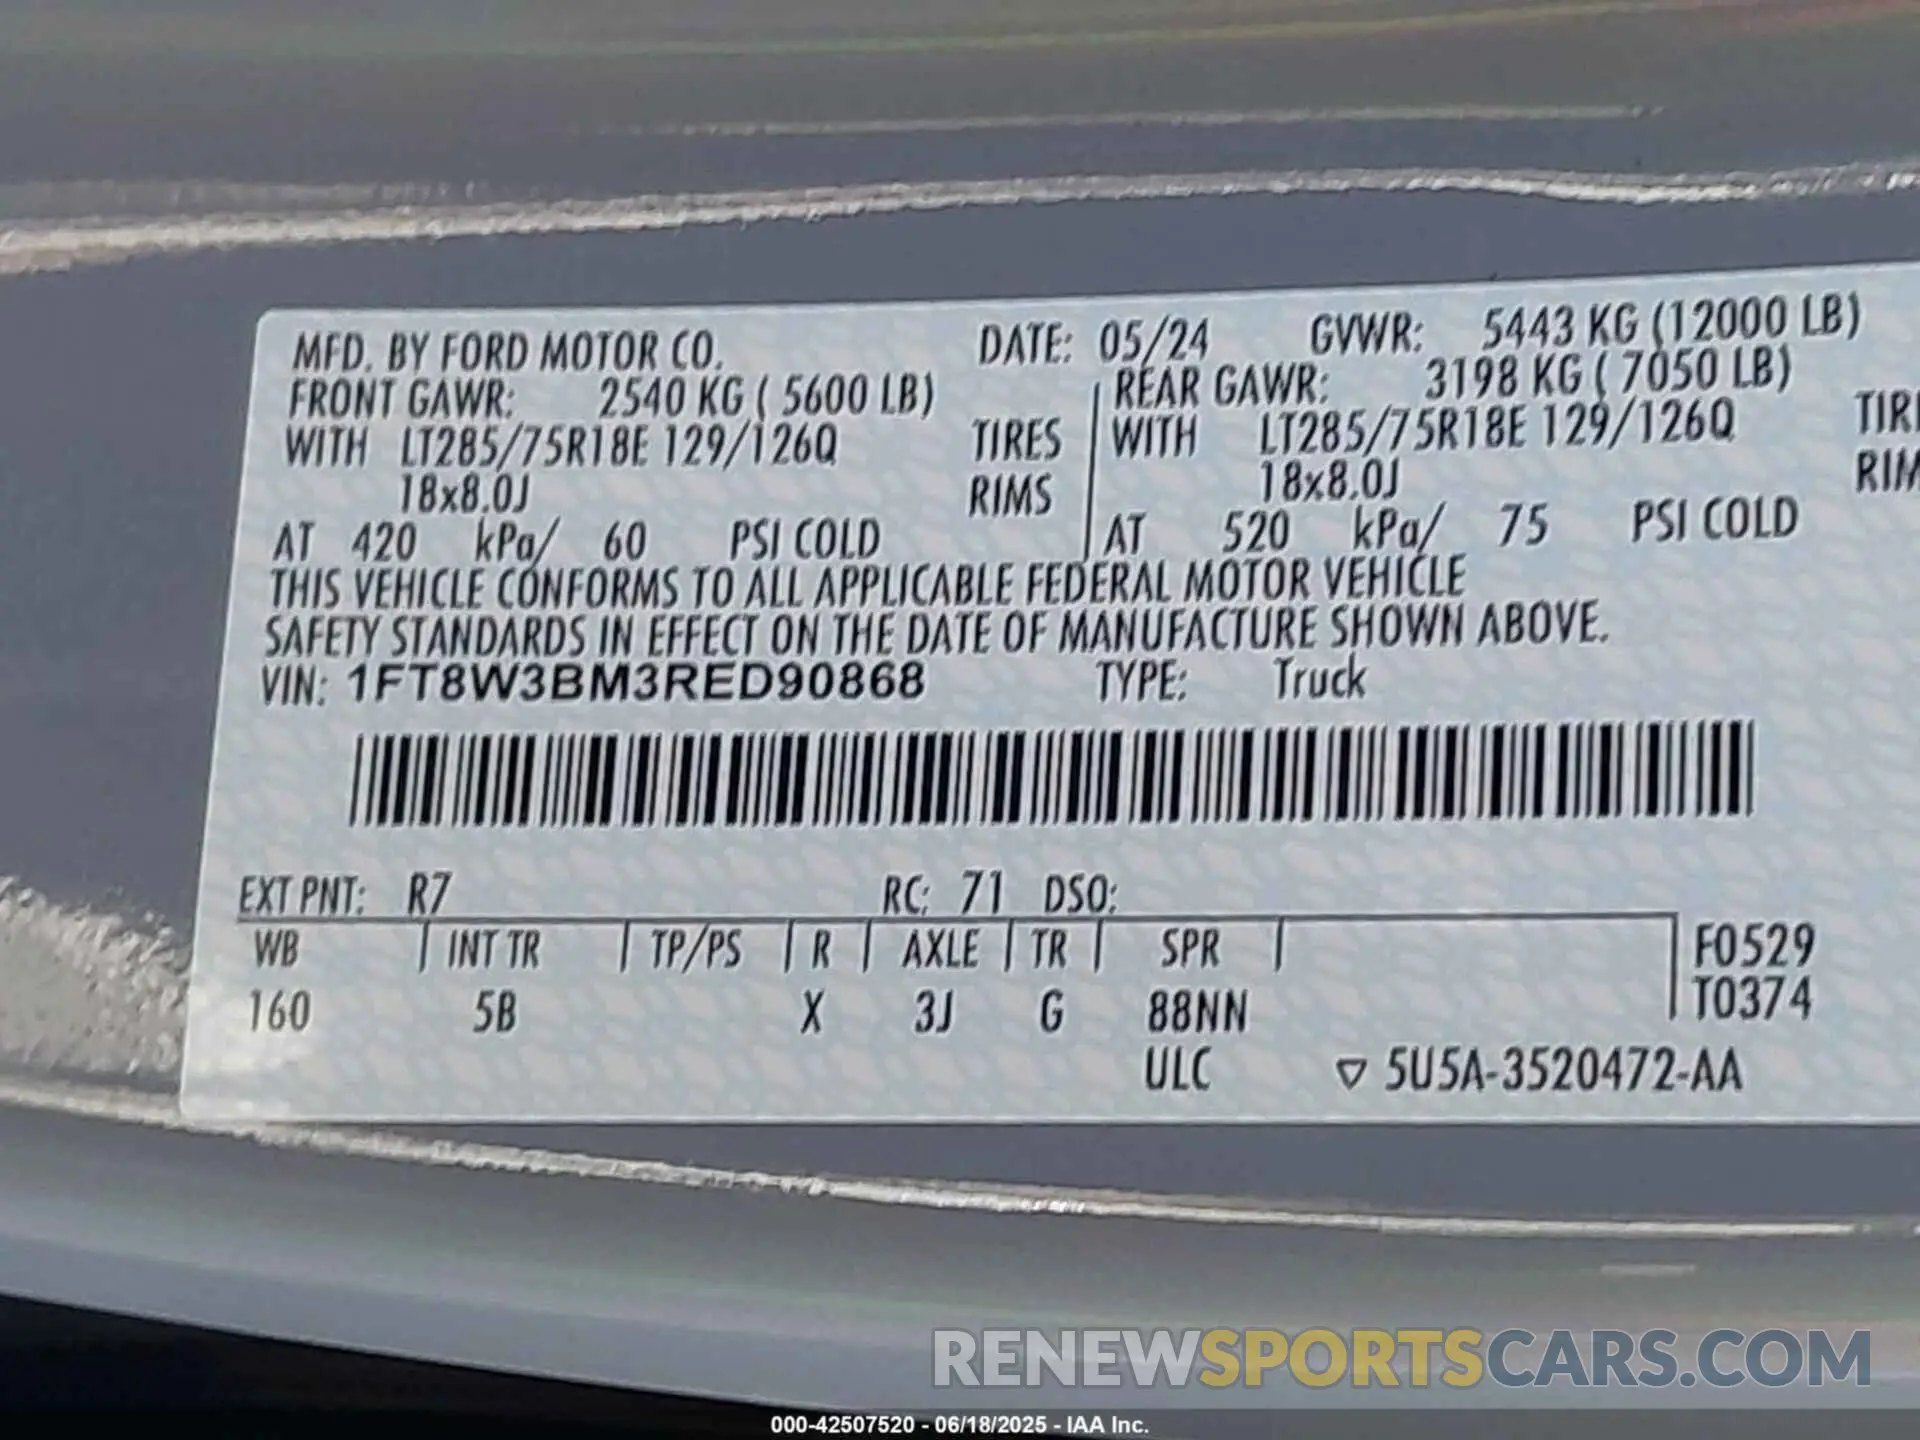 MFD. BY FORD MOTOR CO. DATE: 05/24 GVWR: 5443 KG (12000 LB)
FRONT GAWR: 2540 KG ( 5600 LB) REAR GAWR: 3198 KG ( 7050 LB)
WITH LT285/75R18E 129/126Q TIRES WITH LT285/75R18E 129/126Q TIRE
18x8.0J RIMS 18x8.0J RIM
AT 420 kPa/ 60 PSI COLD AT 520 kPa/ 75 PSI COLD
THIS VEHICLE CONFORMS TO ALL APPLICABLE FEDERAL MOTOR VEHICLE
SAFETY STANDARDS IN EFFECT ON THE DATE OF MANUFACTURE SHOWN ABOVE.
VIN: 1FT8W3BM3RED90868 TYPE: Truck
EXT PNT: R7 RC: 71 DSO:
WB INT TR TP/PS R AXLE TR SPR F0529
160 5B X 3J G 88NN T0374
ULC ▽ 5U5A-3520472-AA
RENEWSPORTSCARS.COM
000-42507520 - 06/18/2025 - IAA Inc.